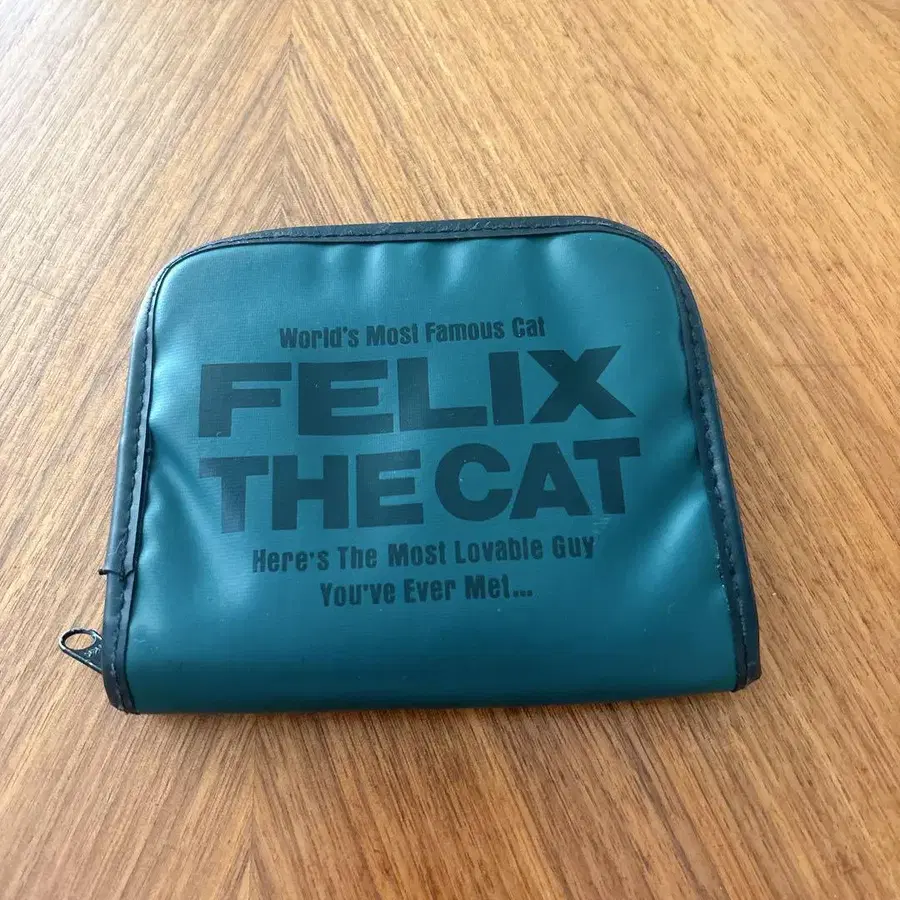 World's Most Famous Cat
FELIX
THE CAT
Here's The Most Lovable Guy
You've Ever Met...